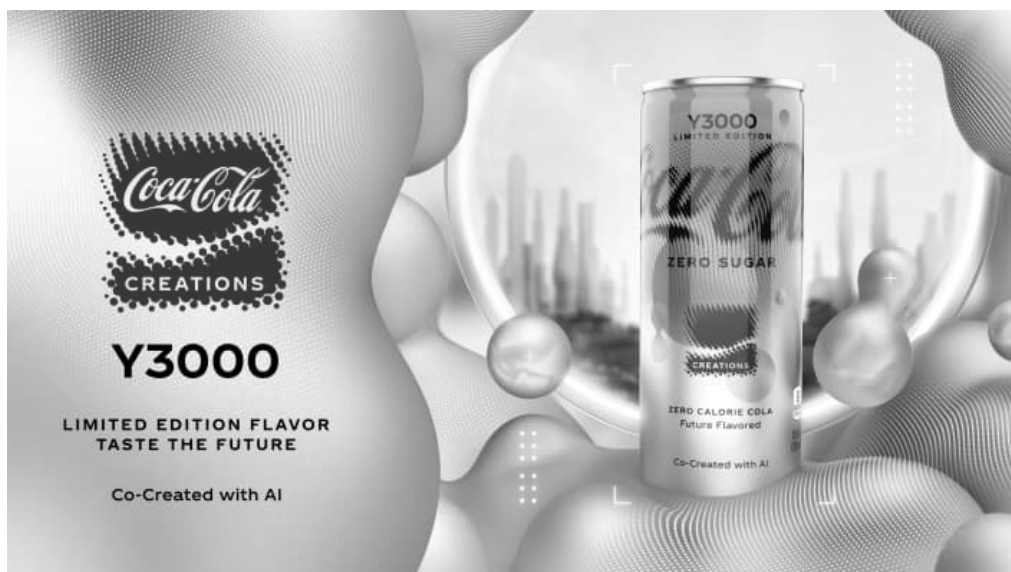 Coca-Cola
CREATIONS
Y3000
LIMITED EDITION FLAVOR
TASTE THE FUTURE
Co-Created with AI
Y3000
LIMITED EDITION
Coca-Cola
ZERO SUGAR
CREATIONS
ZERO CALORIE COLA
Future Flavored
Co-Created with AI